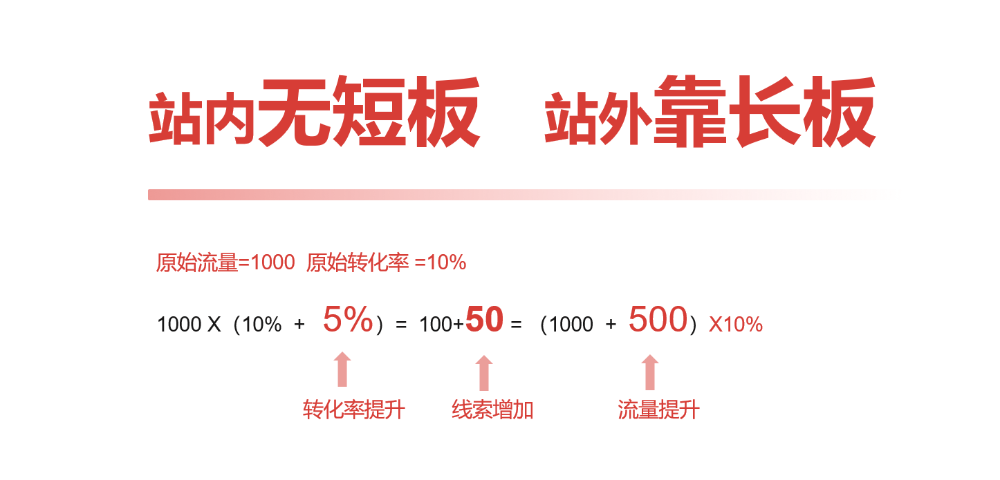 站内无短板 站外靠长板
原始流量=1000 原始转化率 =10%
1000 X（10% + 5%）= 100+50 = （1000 + 500）X10%
转化率提升 线索增加 流量提升